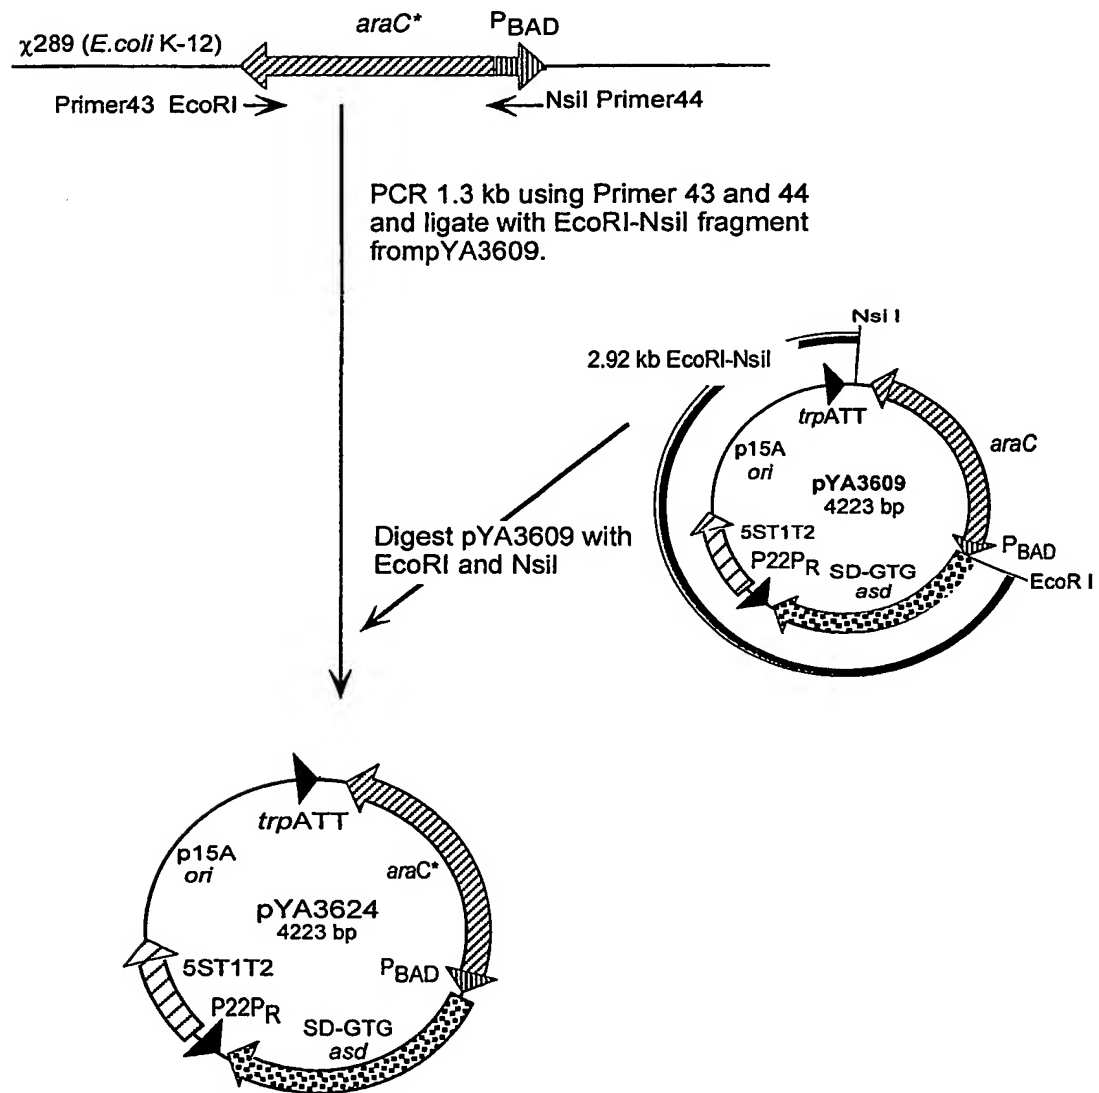 araC* PBAD
χ289 (E.coli K-12)
Primer43 EcoRI
NsiI Primer44
PCR 1.3 kb using Primer 43 and 44
and ligate with EcoRI-NsiI fragment
frompYA3609.
Nsi I
2.92 kb EcoRI-NsiI
trpATT
araC
p15A
ori
pYA3609
4223 bp
Digest pYA3609 with
EcoRI and NsiI
5ST1T2
PBAD
P22PR
SD-GTG
asd
EcoR I
trpATT
p15A
ori
araC*
pYA3624
4223 bp
PBAD
5ST1T2
P22PR
SD-GTG
asd